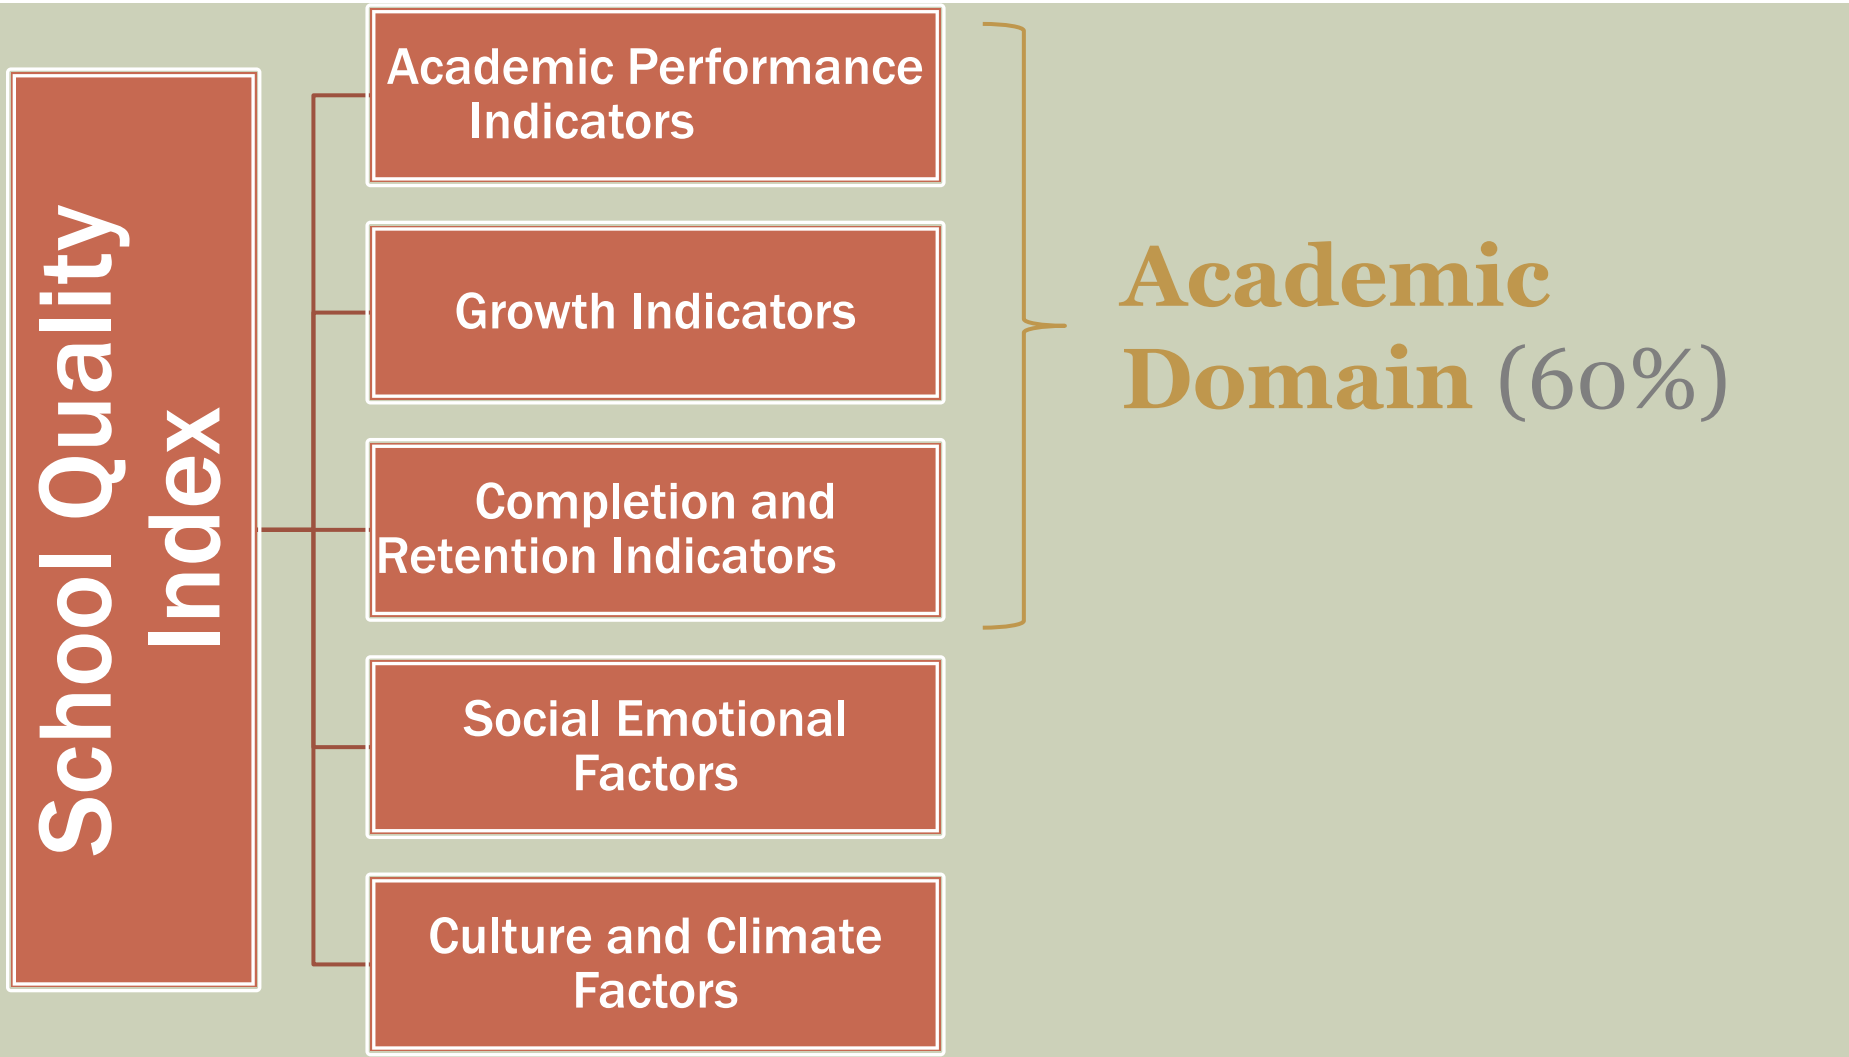 School Quality
Index
Academic Performance
Indicators
Growth Indicators
Completion and
Retention Indicators
Social Emotional
Factors
Culture and Climate
Factors
Academic
Domain (60%)